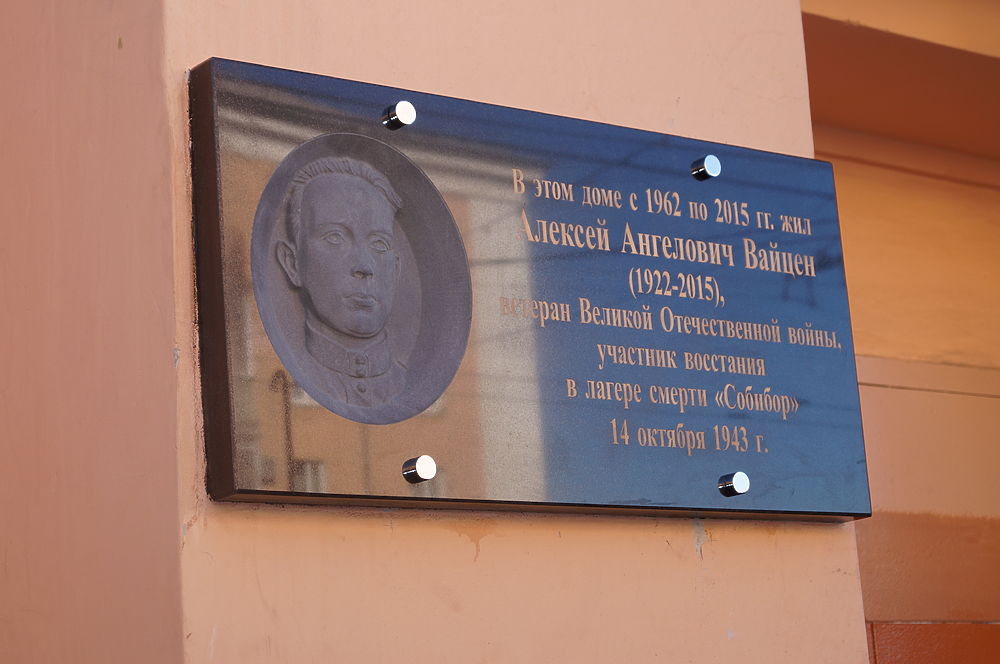 В этом доме с 1962 по 2015 гг. жил
Алексей Ангелович Вайцен
(1922-2015),
ветеран Великой Отечественной войны,
участник восстания
в лагере смерти «Собибор»
14 октября 1943 г.